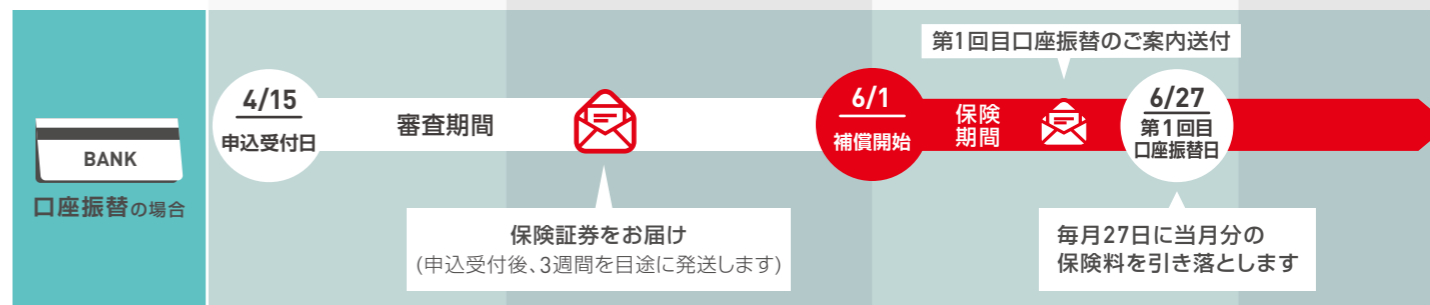 BANK
口座振替の場合
4/15
申込受付日
審査期間
保険証券をお届け
(申込受付後、3週間を目途に発送します)
6/1
補償開始
保険
期間
第1回目口座振替のご案内送付
6/27
第1回目
口座振替日
毎月27日に当月分の
保険料を引き落とします